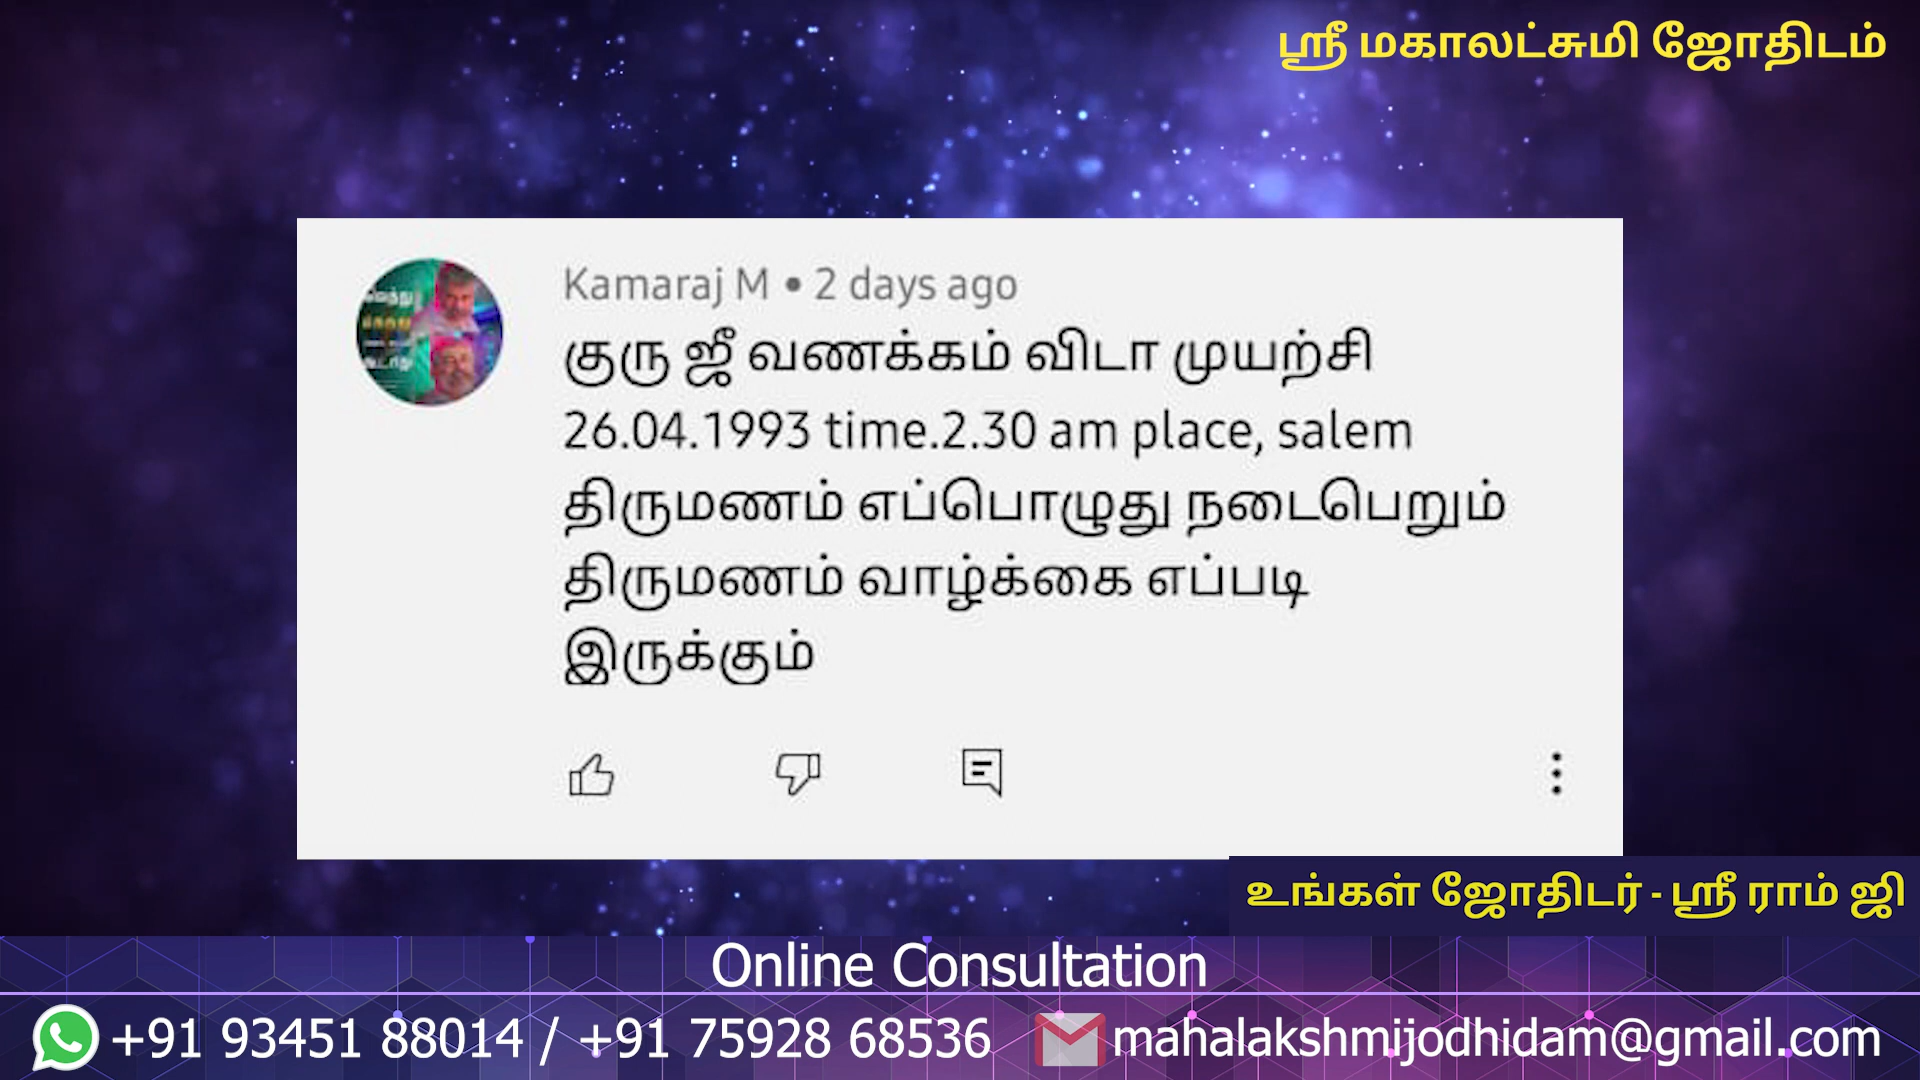 ஸ்ரீ மகாலட்சுமி ஜோதிடம்
Kamaraj M • 2 days ago
குரு ஜீ வணக்கம் விடா முயற்சி
26.04.1993 time.2.30 am place, salem
திருமணம் எப்பொழுது நடைபெறும்
திருமணம் வாழ்க்கை எப்படி
இருக்கும்
உங்கள் ஜோதிடர் - ஸ்ரீ ராம் ஜி
Online Consultation
+91 93451 88014 / +91 75928 68536 mahalakshmijodhidam@gmail.com